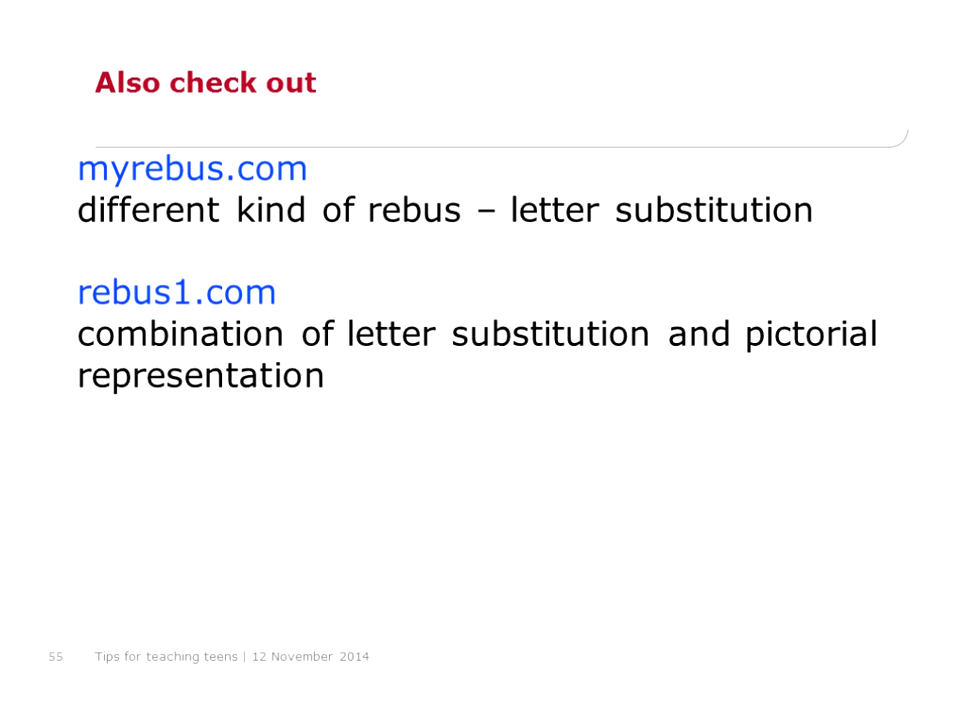 Also check out
myrebus.com
different kind of rebus – letter substitution
rebus1.com
combination of letter substitution and pictorial
representation
55 Tips for teaching teens | 12 November 2014